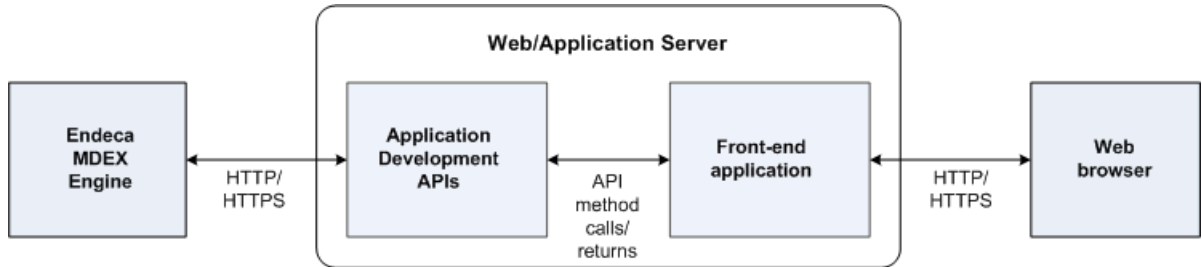 Web/Application Server
Endeca
MDEX
Engine
HTTP/
HTTPS
Application
Development
APIs
API
method
calls/
returns
Front-end
application
HTTP/
HTTPS
Web
browser